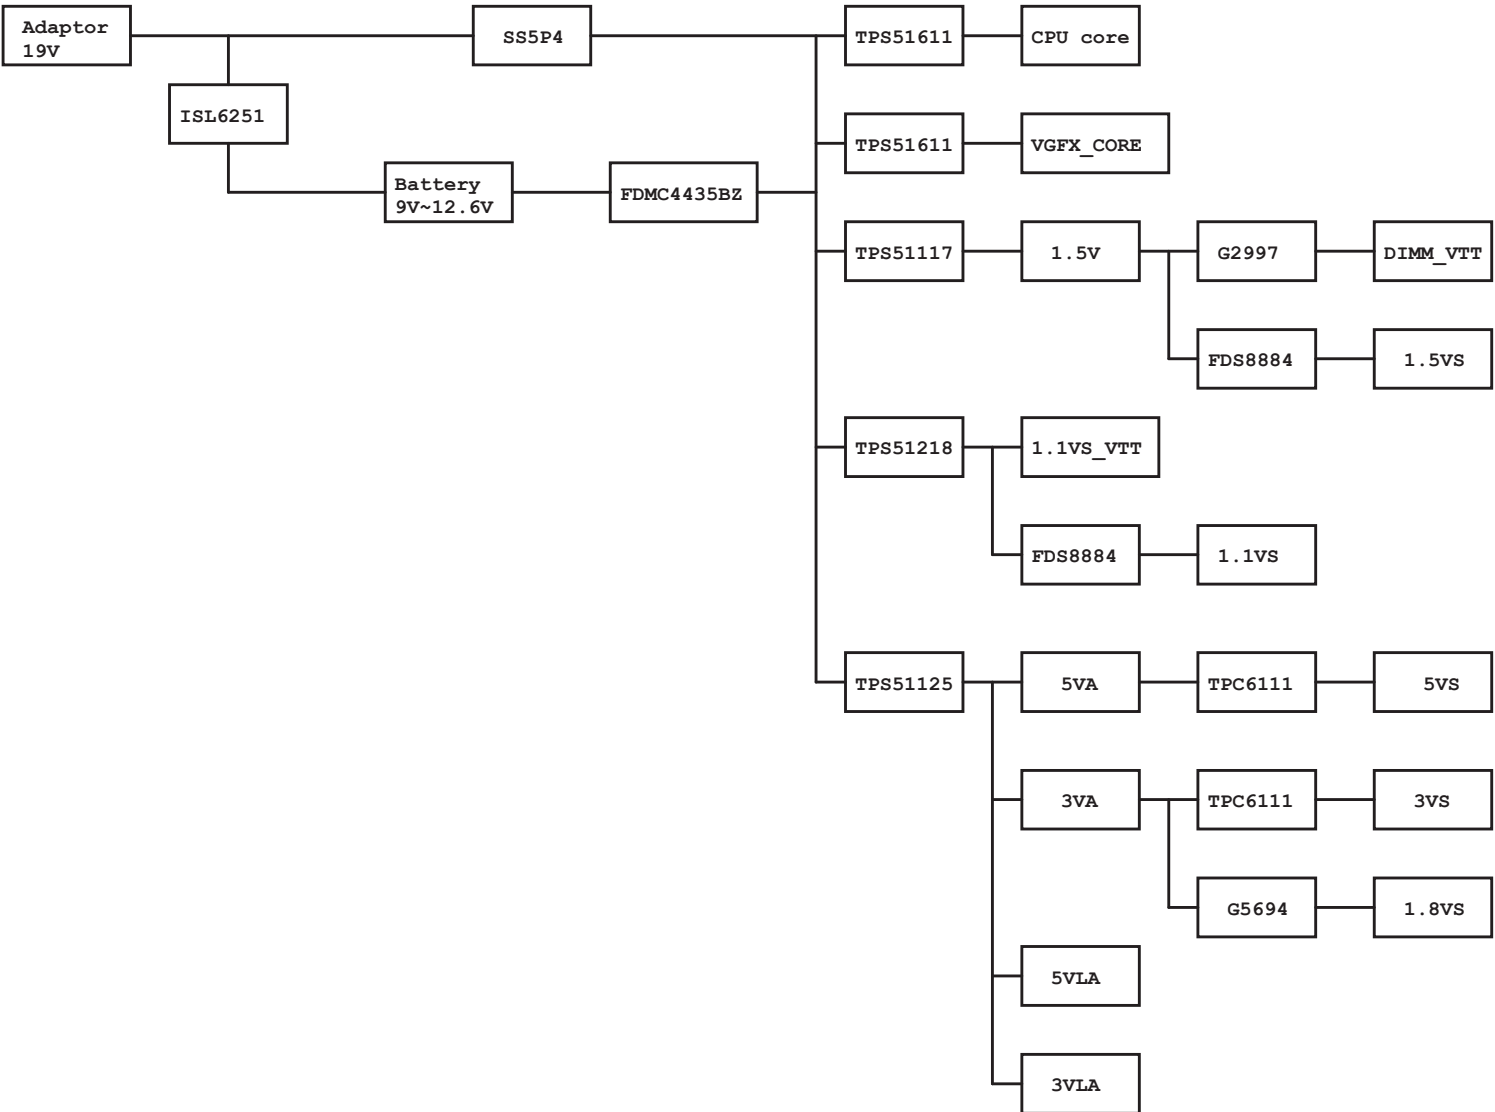 Adaptor
19V
SS5P4
TPS51611
CPU core
ISL6251
TPS51611
VGFX_CORE
Battery
9V~12.6V
FDMC4435BZ
TPS51117
1.5V
G2997
DIMM_VTT
FDS8884
1.5VS
TPS51218
1.1VS_VTT
FDS8884
1.1VS
TPS51125
5VA
TPC6111
5VS
3VA
TPC6111
3VS
G5694
1.8VS
5VLA
3VLA